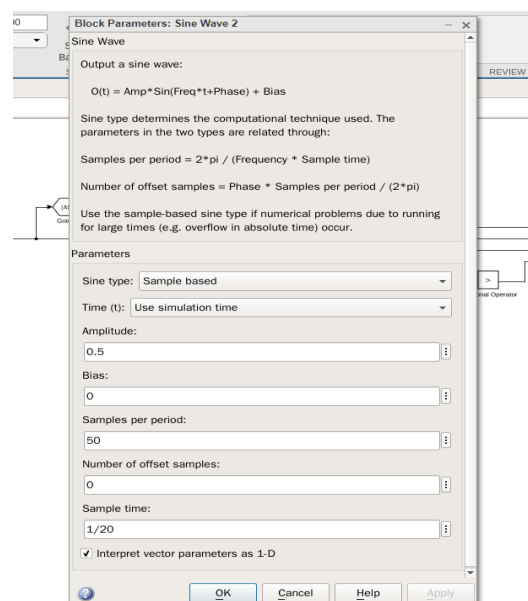 00
Block Parameters: Sine Wave 2
Sine Wave
Output a sine wave:
O(t) = Amp*Sin(Freq*t+Phase) + Bias
Sine type determines the computational technique used. The
parameters in the two types are related through:
Samples per period = 2*pi / (Frequency * Sample time)
Number of offset samples = Phase * Samples per period / (2*pi)
Use the sample-based sine type if numerical problems due to running
for large times (e.g. overflow in absolute time) occur.
Parameters
Sine type: Sample based
Time (t): Use simulation time
Amplitude:
0.5
Bias:
0
Samples per period:
50
Number of offset samples:
0
Sample time:
1/20
Interpret vector parameters as 1-D
OK Cancel Help Apply
REVIEW
>
onal Operator